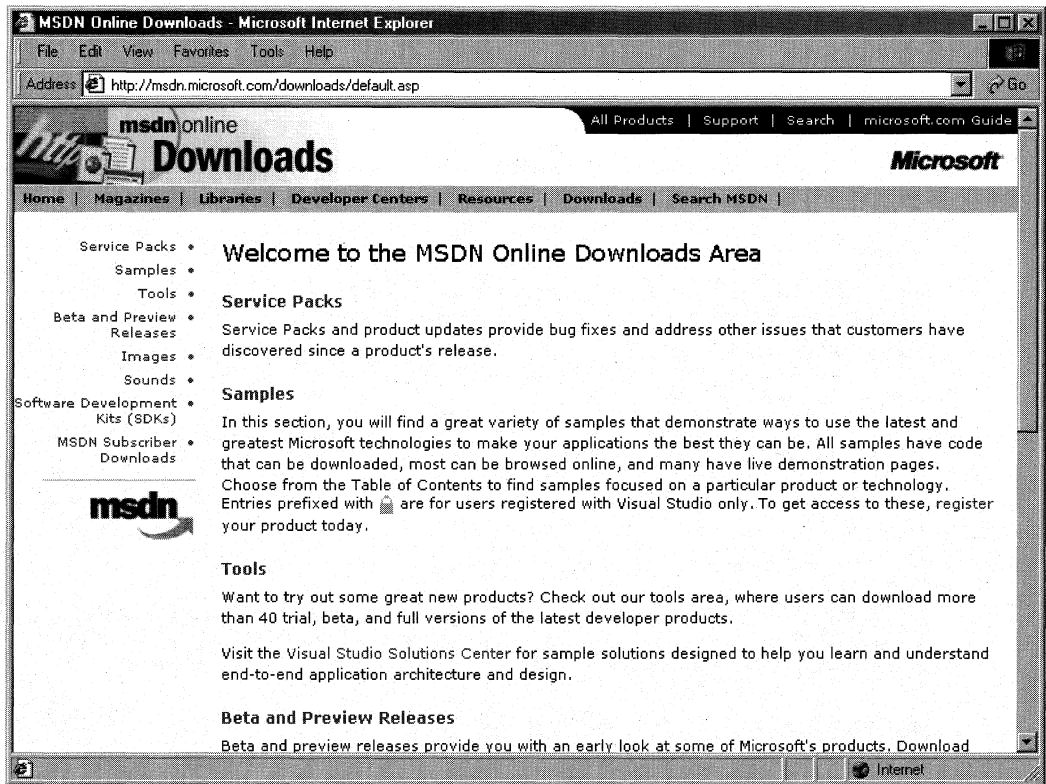 MSDN Online Downloads - Microsoft Internet Explorer
File Edit View Favorites Tools Help
Address http://msdn.microsoft.com/downloads/default.asp Go
http
msdn online
Downloads
All Products | Support | Search | microsoft.com Guide
Microsoft
Home | Magazines | Libraries | Developer Centers | Resources | Downloads | Search MSDN |
Service Packs
Samples
Tools
Beta and Preview
Releases
Images
Sounds
Software Development
Kits (SDKs)
MSDN Subscriber
Downloads
msdn
Welcome to the MSDN Online Downloads Area
Service Packs
Service Packs and product updates provide bug fixes and address other issues that customers have
discovered since a product's release.
Samples
In this section, you will find a great variety of samples that demonstrate ways to use the latest and
greatest Microsoft technologies to make your applications the best they can be. All samples have code
that can be downloaded, most can be browsed online, and many have live demonstration pages.
Choose from the Table of Contents to find samples focused on a particular product or technology.
Entries prefixed with are for users registered with Visual Studio only. To get access to these, register
your product today.
Tools
Want to try out some great new products? Check out our tools area, where users can download more
than 40 trial, beta, and full versions of the latest developer products.
Visit the Visual Studio Solutions Center for sample solutions designed to help you learn and understand
end-to-end application architecture and design.
Beta and Preview Releases
Beta and preview releases provide you with an early look at some of Microsoft's products. Download
Internet